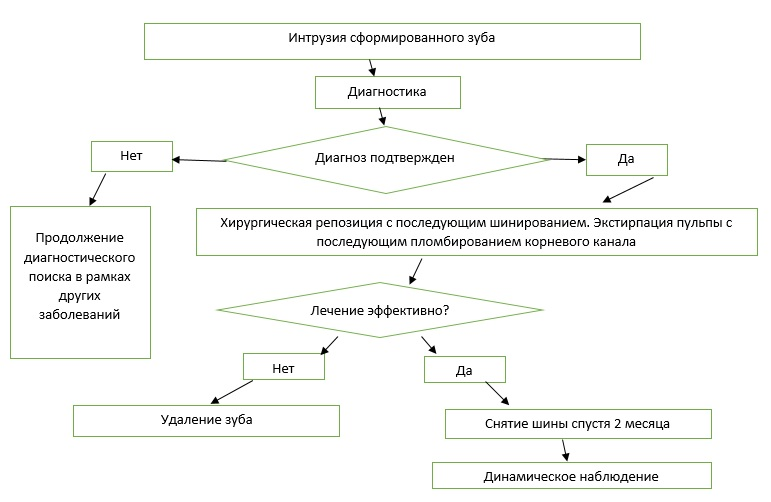 Интрузия сформированного зуба
Диагностика
Диагноз подтвержден
Нет
Да
Продолжение
диагностического
поиска в рамках
других
заболеваний
Хирургическая репозиция с последующим шинированием. Экстирпация пульпы с
последующим пломбированием корневого канала
Лечение эффективно?
Нет
Да
Удаление зуба
Снятие шины спустя 2 месяца
Динамическое наблюдение